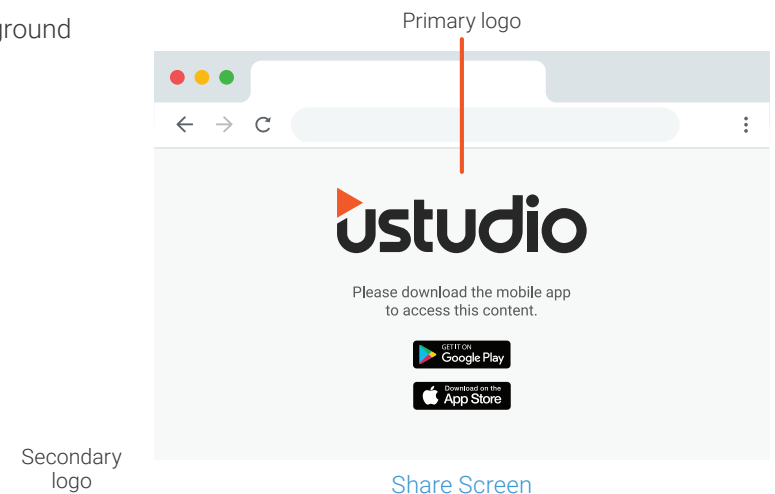 ground
Primary logo
ustudio
Please download the mobile app
to access this content.
GET IT ON
Google Play
Download on the
App Store
Secondary
logo
Share Screen